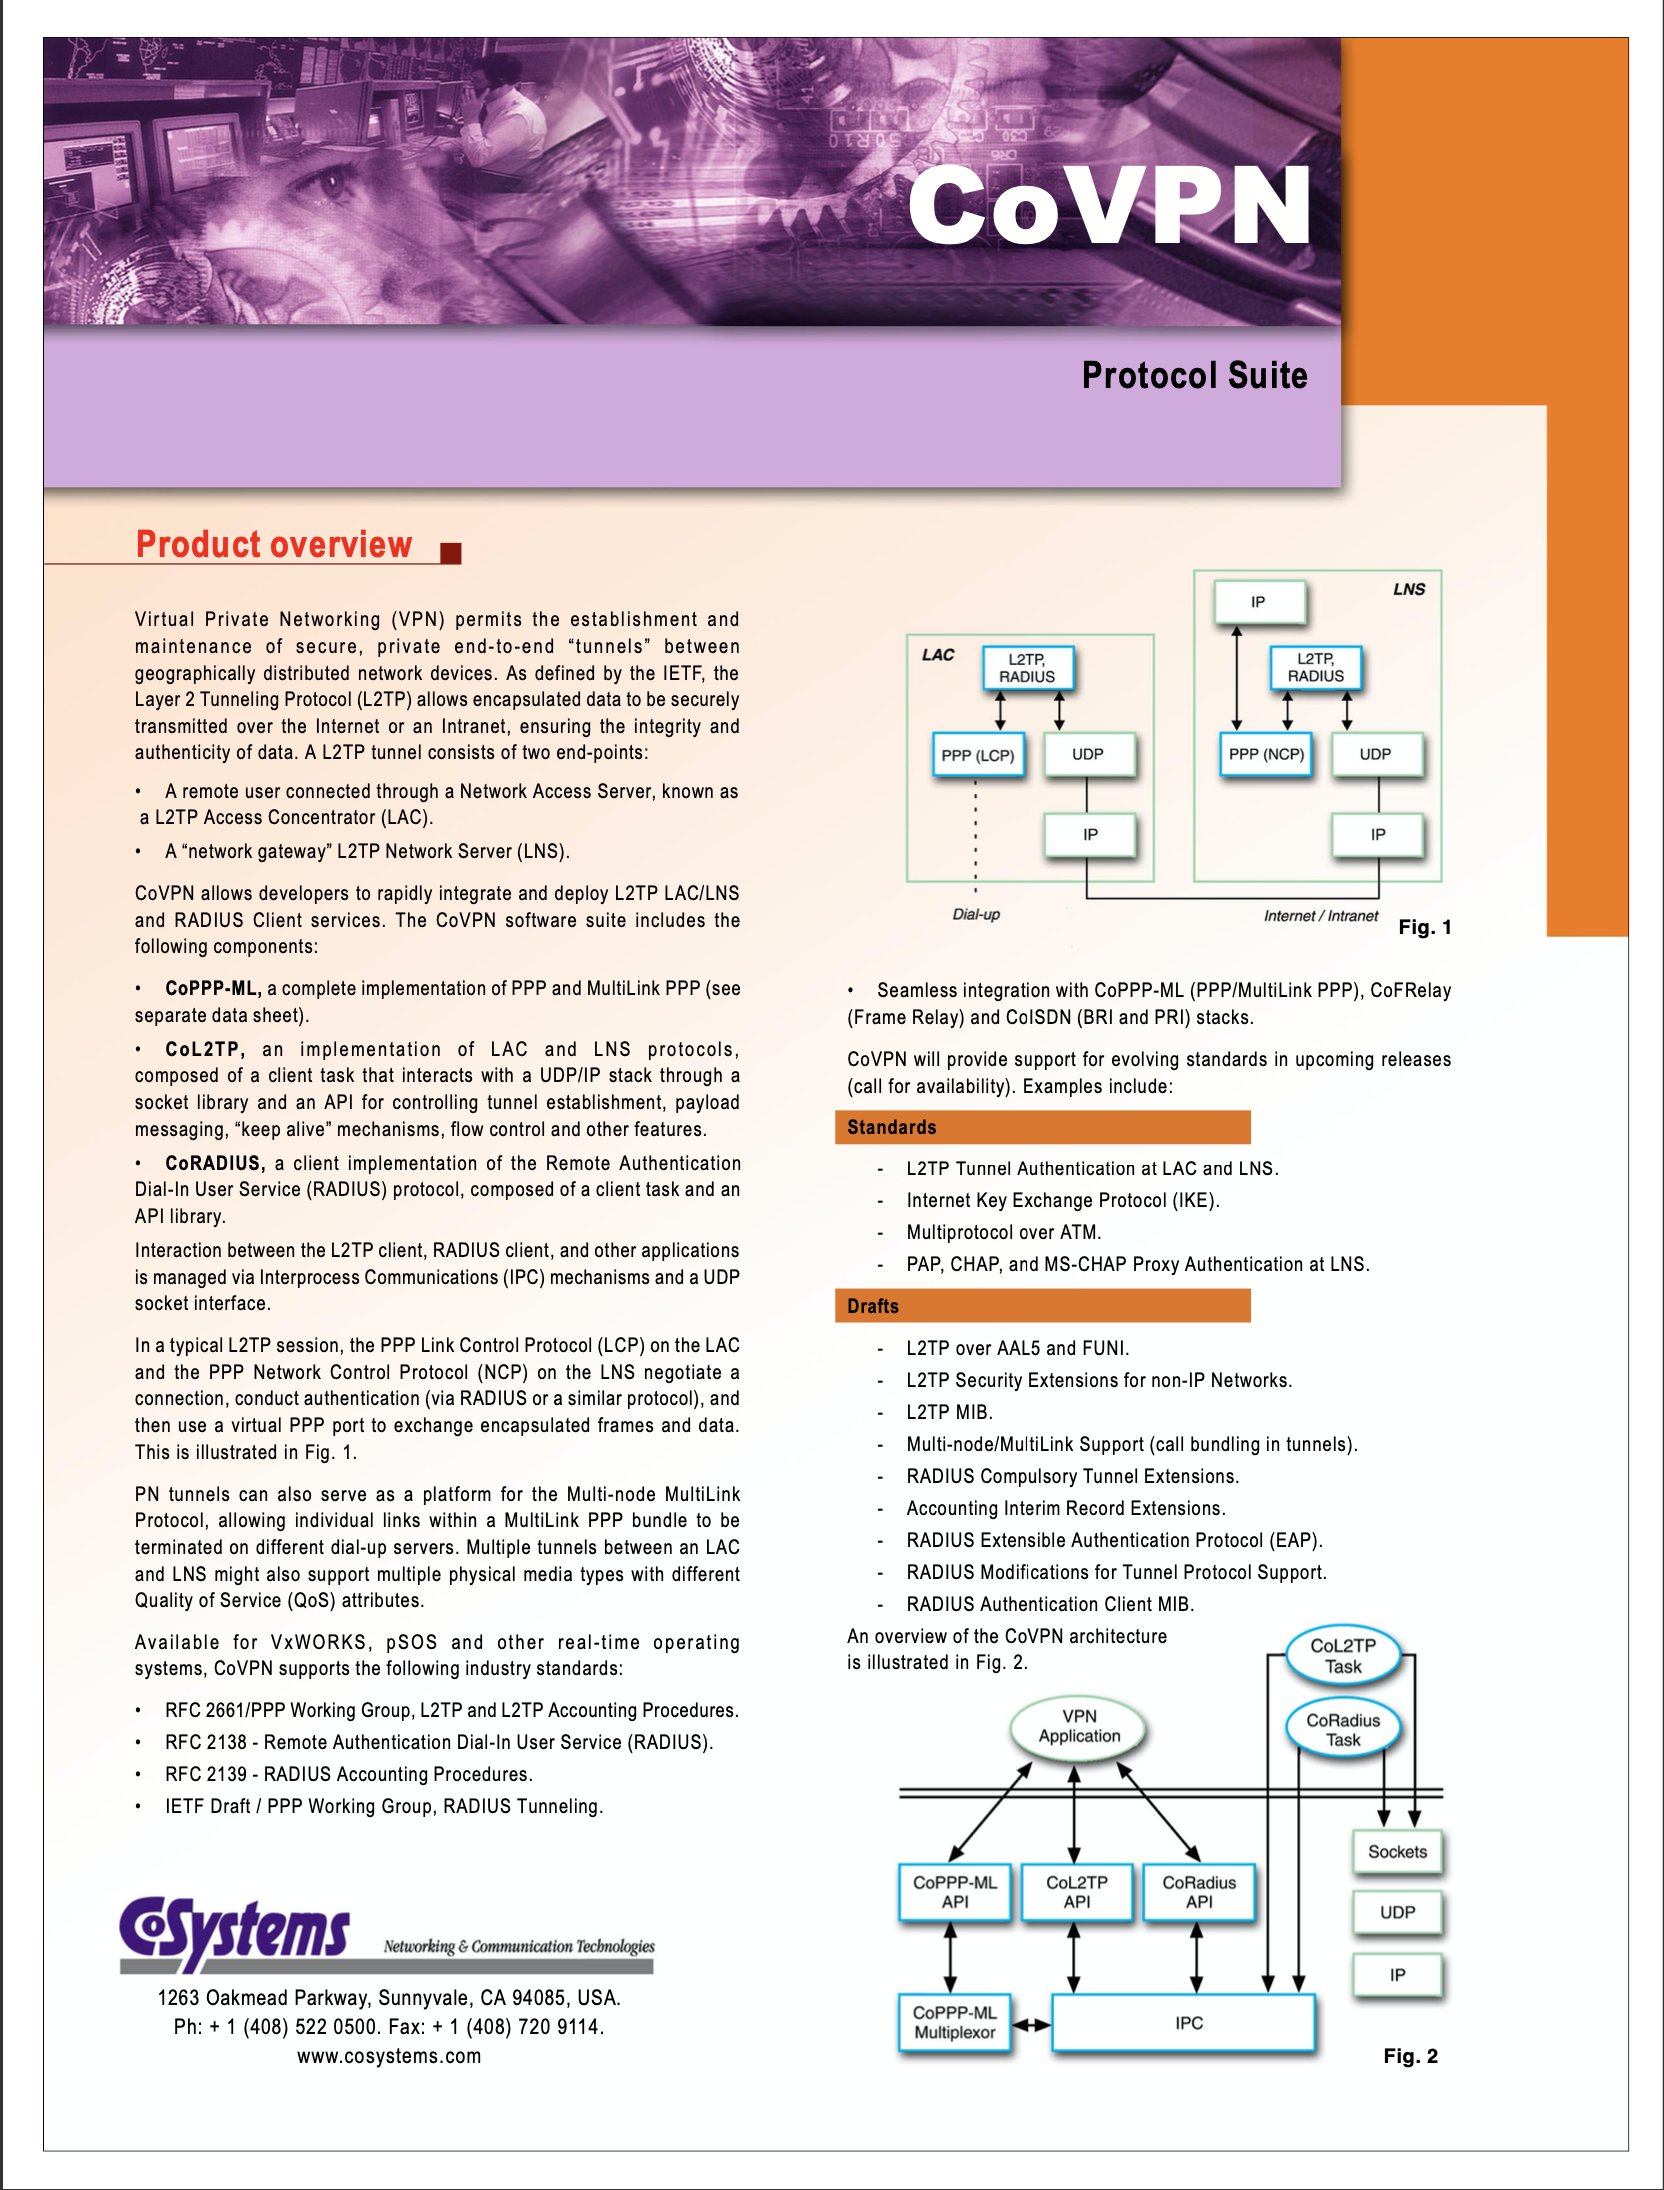 CoVPN
Protocol Suite
Product overview
Virtual Private Networking (VPN) permits the establishment and
maintenance of secure, private end-to-end “tunnels” between
geographically distributed network devices. As defined by the IETF, the
Layer 2 Tunneling Protocol (L2TP) allows encapsulated data to be securely
transmitted over the Internet or an Intranet, ensuring the integrity and
authenticity of data. A L2TP tunnel consists of two end-points:
• A remote user connected through a Network Access Server, known as
a L2TP Access Concentrator (LAC).
• A “network gateway” L2TP Network Server (LNS).
CoVPN allows developers to rapidly integrate and deploy L2TP LAC/LNS
and RADIUS Client services. The CoVPN software suite includes the
following components:
• CoPPP-ML, a complete implementation of PPP and MultiLink PPP (see
separate data sheet).
• CoL2TP, an implementation of LAC and LNS protocols,
composed of a client task that interacts with a UDP/IP stack through a
socket library and an API for controlling tunnel establishment, payload
messaging, “keep alive” mechanisms, flow control and other features.
• CoRADIUS, a client implementation of the Remote Authentication
Dial-In User Service (RADIUS) protocol, composed of a client task and an
API library.
Interaction between the L2TP client, RADIUS client, and other applications
is managed via Interprocess Communications (IPC) mechanisms and a UDP
socket interface.
In a typical L2TP session, the PPP Link Control Protocol (LCP) on the LAC
and the PPP Network Control Protocol (NCP) on the LNS negotiate a
connection, conduct authentication (via RADIUS or a similar protocol), and
then use a virtual PPP port to exchange encapsulated frames and data.
This is illustrated in Fig. 1.
PN tunnels can also serve as a platform for the Multi-node MultiLink
Protocol, allowing individual links within a MultiLink PPP bundle to be
terminated on different dial-up servers. Multiple tunnels between an LAC
and LNS might also support multiple physical media types with different
Quality of Service (QoS) attributes.
Available for VxWORKS, pSOS and other real-time operating
systems, CoVPN supports the following industry standards:
• RFC 2661/PPP Working Group, L2TP and L2TP Accounting Procedures.
• RFC 2138 - Remote Authentication Dial-In User Service (RADIUS).
• RFC 2139 - RADIUS Accounting Procedures.
• IETF Draft / PPP Working Group, RADIUS Tunneling.
CoSystems
Networking & Communication Technologies
1263 Oakmead Parkway, Sunnyvale, CA 94085, USA.
Ph: + 1 (408) 522 0500. Fax: + 1 (408) 720 9114.
www.cosystems.com
LAC
L2TP,
RADIUS
PPP (LCP)
UDP
IP
Dial-up
LNS
IP
L2TP,
RADIUS
PPP (NCP)
UDP
IP
Internet / Intranet
Fig. 1
• Seamless integration with CoPPP-ML (PPP/MultiLink PPP), CoFRelay
(Frame Relay) and CoISDN (BRI and PRI) stacks.
CoVPN will provide support for evolving standards in upcoming releases
(call for availability). Examples include:
Standards
- L2TP Tunnel Authentication at LAC and LNS.
- Internet Key Exchange Protocol (IKE).
- Multiprotocol over ATM.
- PAP, CHAP, and MS-CHAP Proxy Authentication at LNS.
Drafts
- L2TP over AAL5 and FUNI.
- L2TP Security Extensions for non-IP Networks.
- L2TP MIB.
- Multi-node/MultiLink Support (call bundling in tunnels).
- RADIUS Compulsory Tunnel Extensions.
- Accounting Interim Record Extensions.
- RADIUS Extensible Authentication Protocol (EAP).
- RADIUS Modifications for Tunnel Protocol Support.
- RADIUS Authentication Client MIB.
An overview of the CoVPN architecture
is illustrated in Fig. 2.
CoL2TP
Task
CoRadius
Task
VPN
Application
CoPPP-ML
API
CoL2TP
API
CoRadius
API
Sockets
UDP
IP
CoPPP-ML
Multiplexor
IPC
Fig. 2